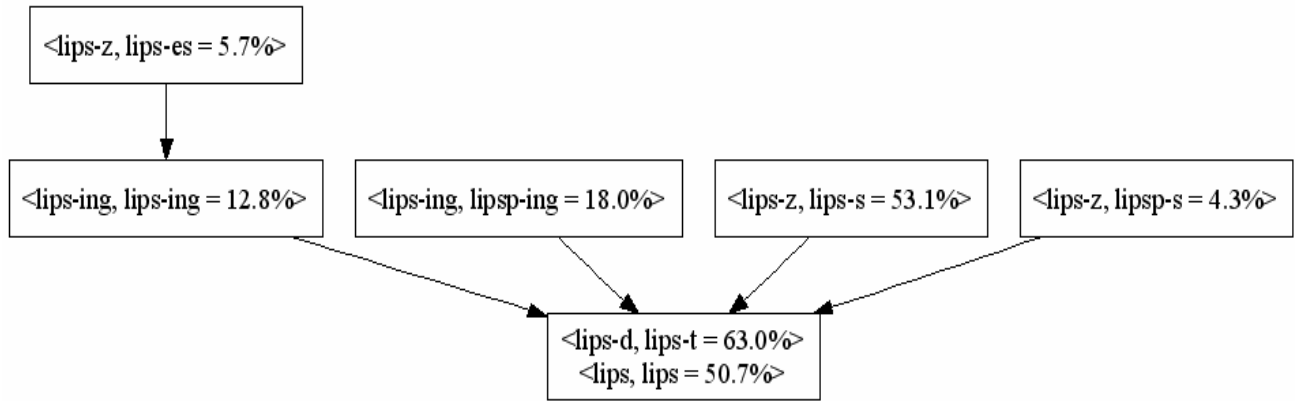 <lips-z, lips-es = 5.7%>
<lips-ing, lips-ing = 12.8%>
<lips-ing, lipsp-ing = 18.0%>
<lips-z, lips-s = 53.1%>
<lips-z, lipsp-s = 4.3%>
<lips-d, lips-t = 63.0%>
<lips, lips = 50.7%>